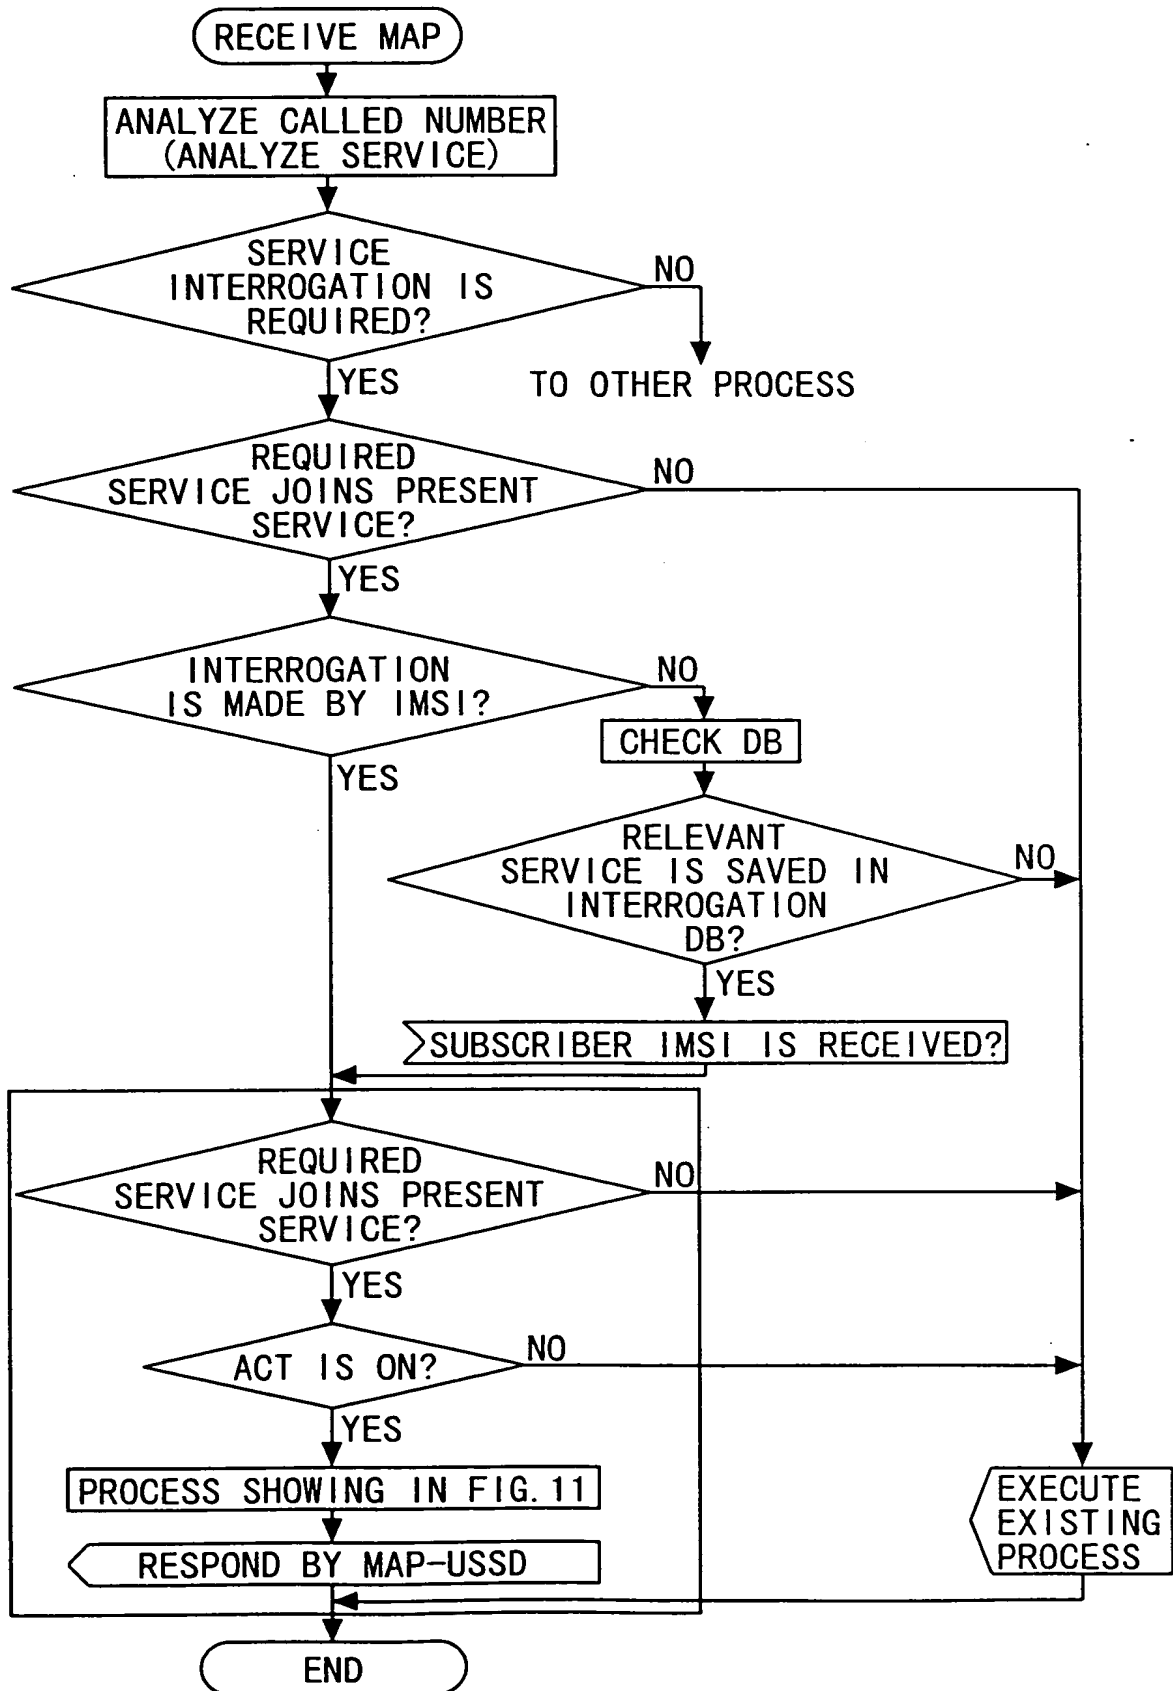 RECEIVE MAP
ANALYZE CALLED NUMBER
(ANALYZE SERVICE)
SERVICE
INTERROGATION IS
REQUIRED?
NO
YES
TO OTHER PROCESS
REQUIRED
SERVICE JOINS PRESENT
SERVICE?
NO
YES
INTERROGATION
IS MADE BY IMSI?
NO
CHECK DB
YES
RELEVANT
SERVICE IS SAVED IN
INTERROGATION
DB?
NO
YES
SUBSCRIBER IMSI IS RECEIVED?
REQUIRED
SERVICE JOINS PRESENT
SERVICE?
NO
YES
ACT IS ON?
NO
YES
PROCESS SHOWING IN FIG.11
RESPOND BY MAP-USSD
EXECUTE
EXISTING
PROCESS
END